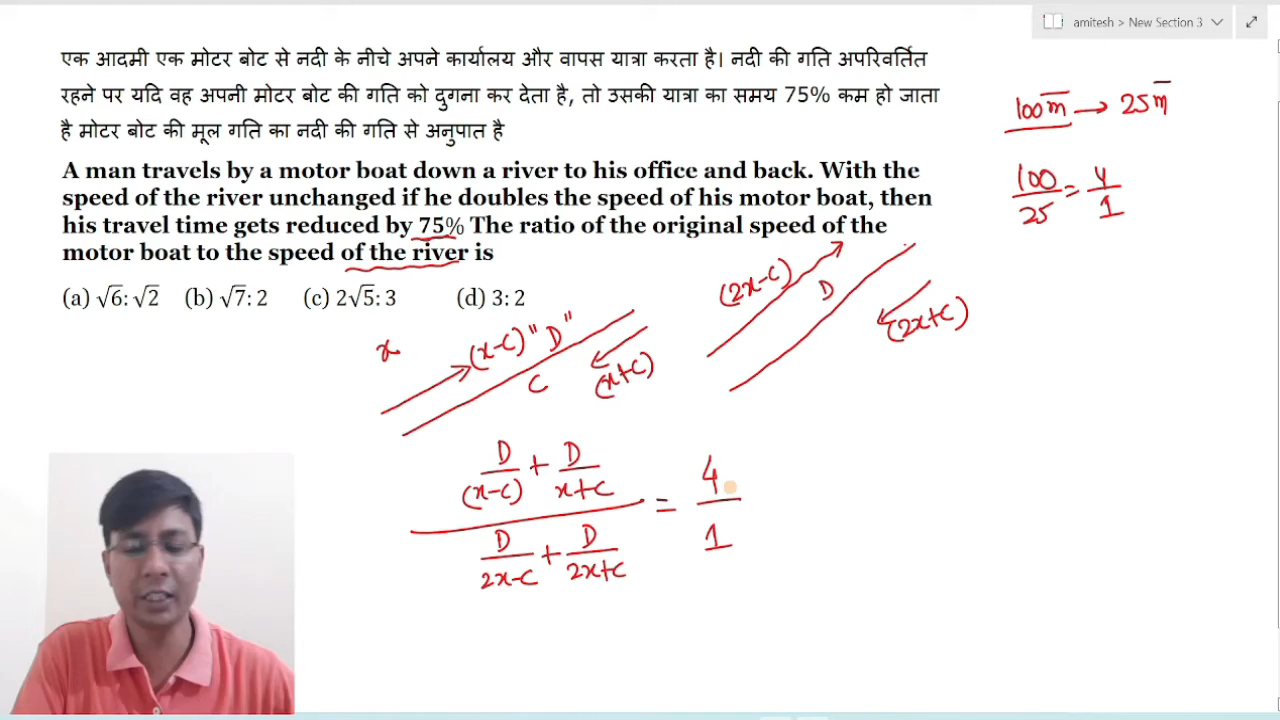 amitesh > New Section 3
एक आदमी एक मोटर बोट से नदी के नीचे अपने कार्यालय और वापस यात्रा करता है। नदी की गति अपरिवर्तित
रहने पर यदि वह अपनी मोटर बोट की गति को दुगना कर देता है, तो उसकी यात्रा का समय 75% कम हो जाता
है मोटर बोट की मूल गति का नदी की गति से अनुपात है
A man travels by a motor boat down a river to his office and back. With the
speed of the river unchanged if he doubles the speed of his motor boat, then
his travel time gets reduced by 75% The ratio of the original speed of the
motor boat to the speed of the river is
(a) √6: √2 (b) √7: 2 (c) 2√5: 3 (d) 3: 2
100m̅ → 25m̅
100/25 = 4/1
x
(x-c) "D"
c
(x+c)
(2x-c)
D
(2x+c)
D/(x-c) + D/x+c
= 4/1
D/2x-c + D/2x+c